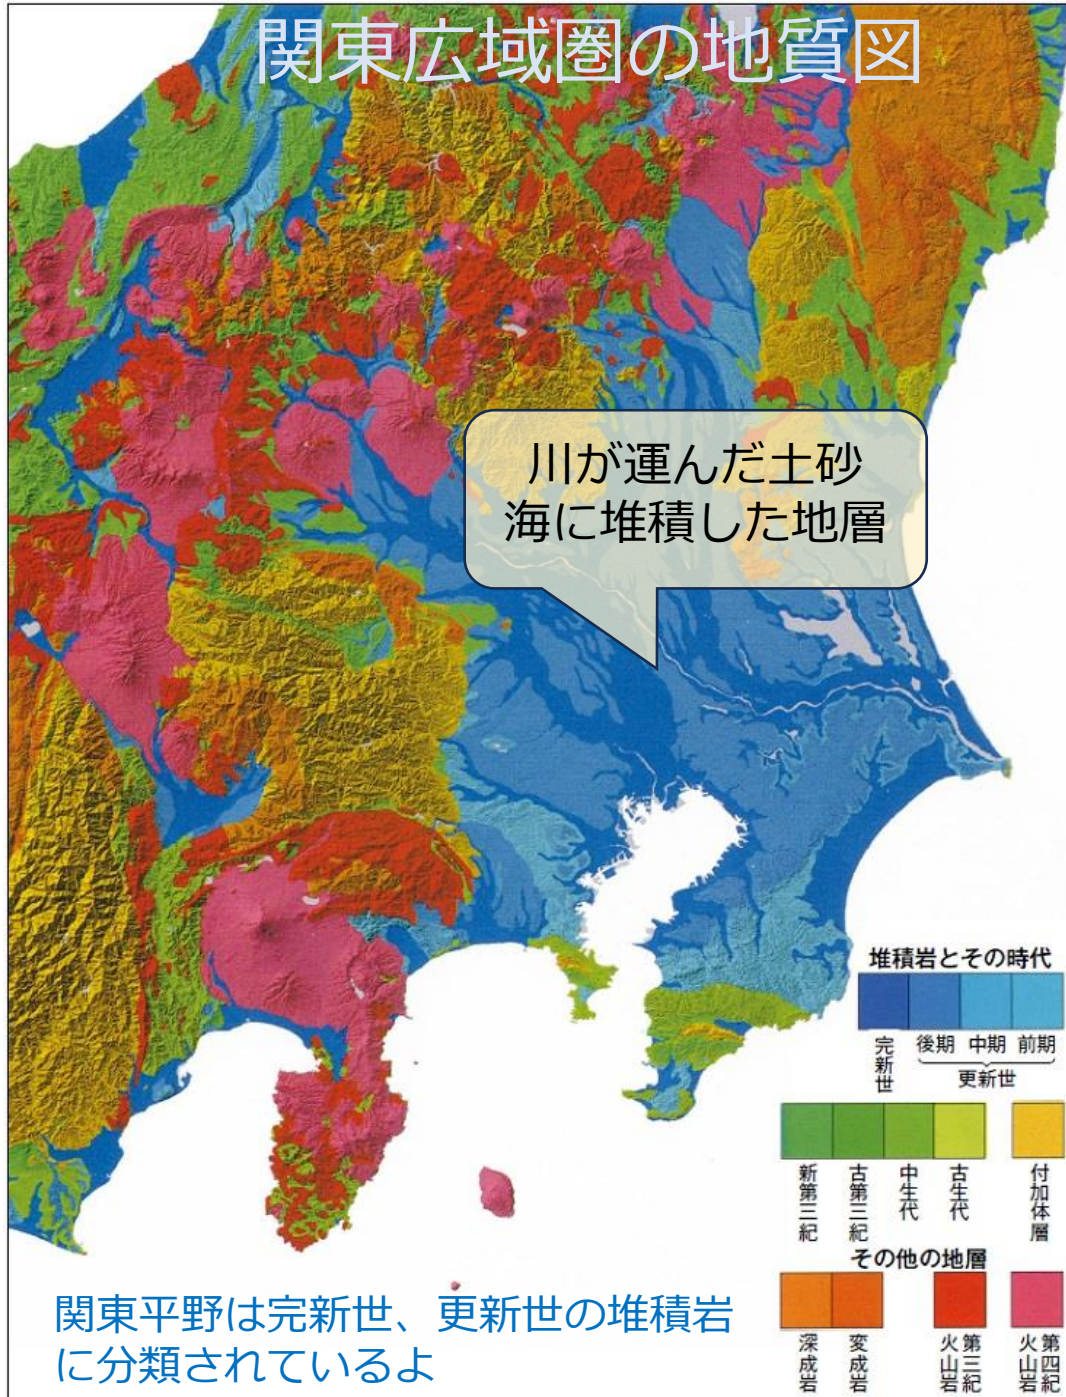 関東広域圏の地質図
川が運んだ土砂
海に堆積した地層
堆積岩とその時代
完新世
後期 中期 前期
更新世
新第三紀
古第三紀
中生代
古生代
付加体層
その他の地層
深成岩
変成岩
第三紀火山岩
第四紀火山岩
関東平野は完新世、更新世の堆積岩
に分類されているよ